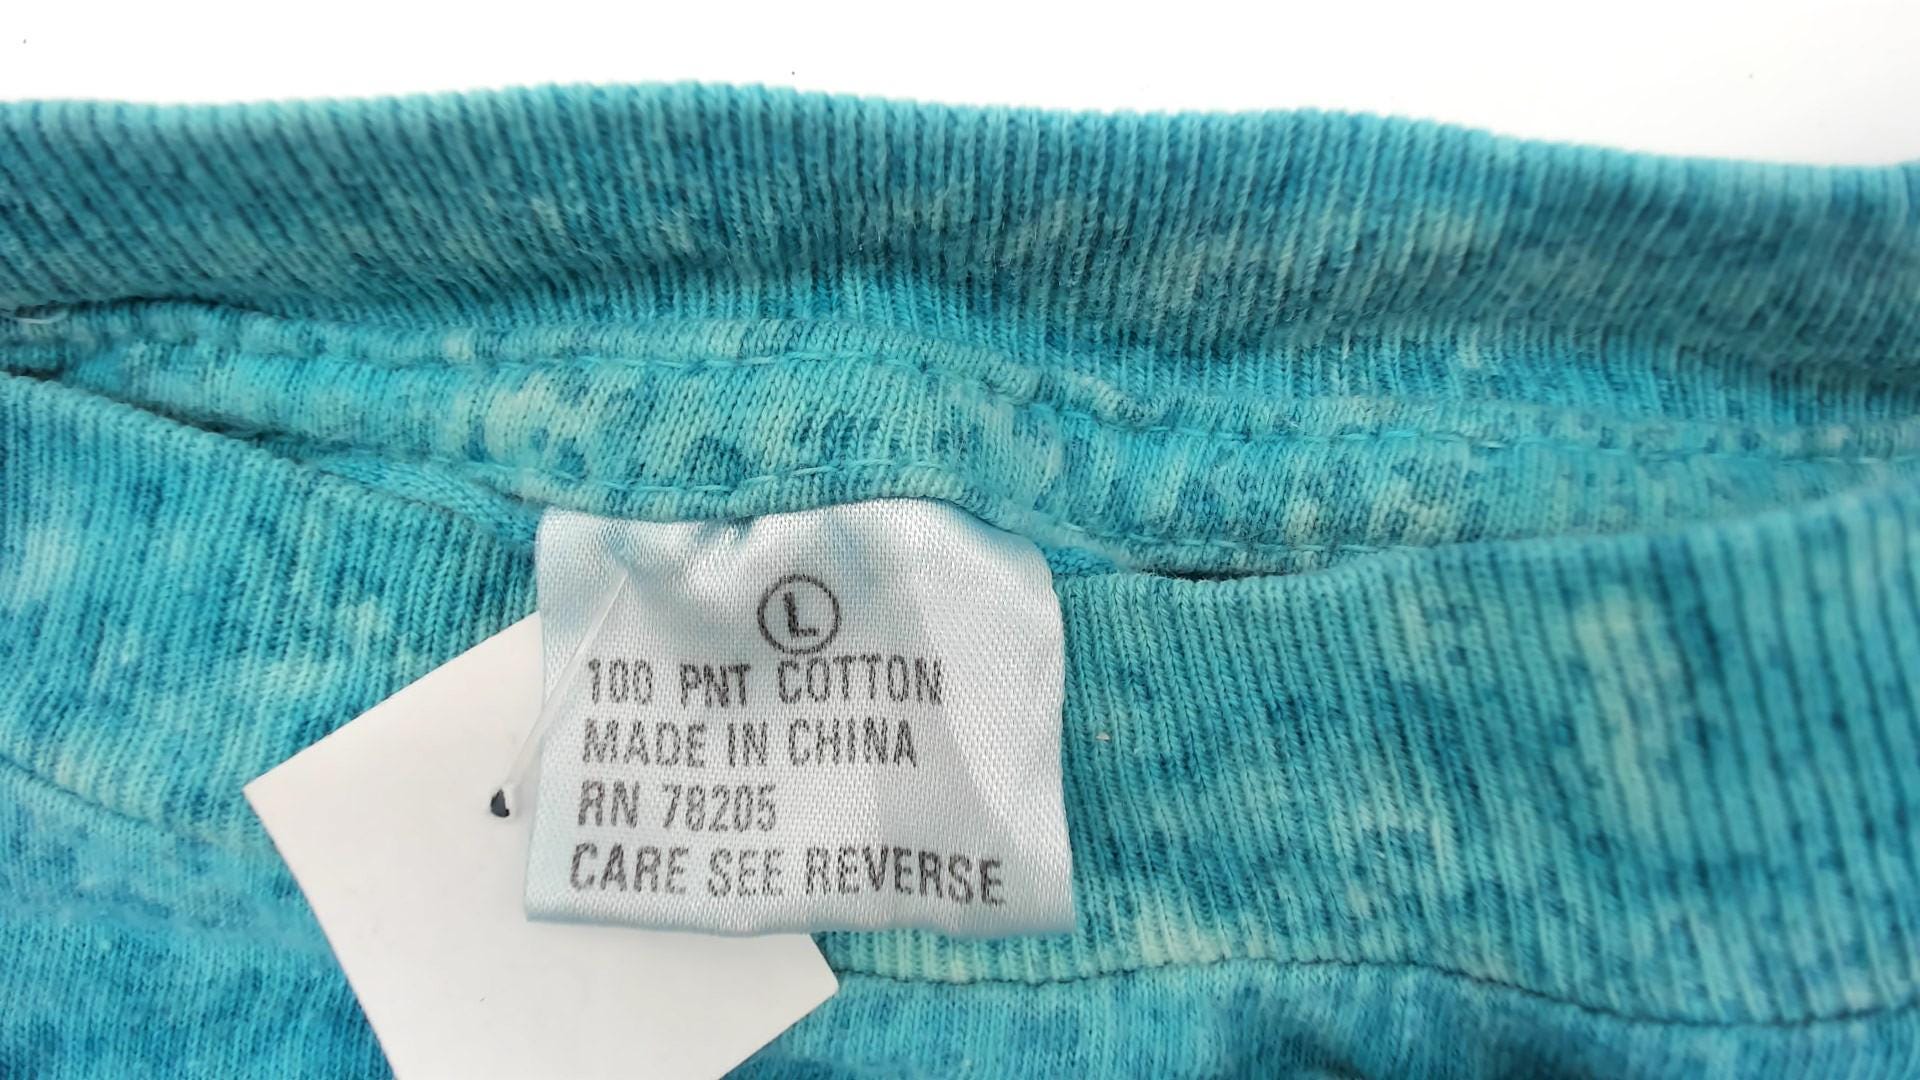 L
100 PNT COTTON
MADE IN CHINA
RN 78205
CARE SEE REVERSE